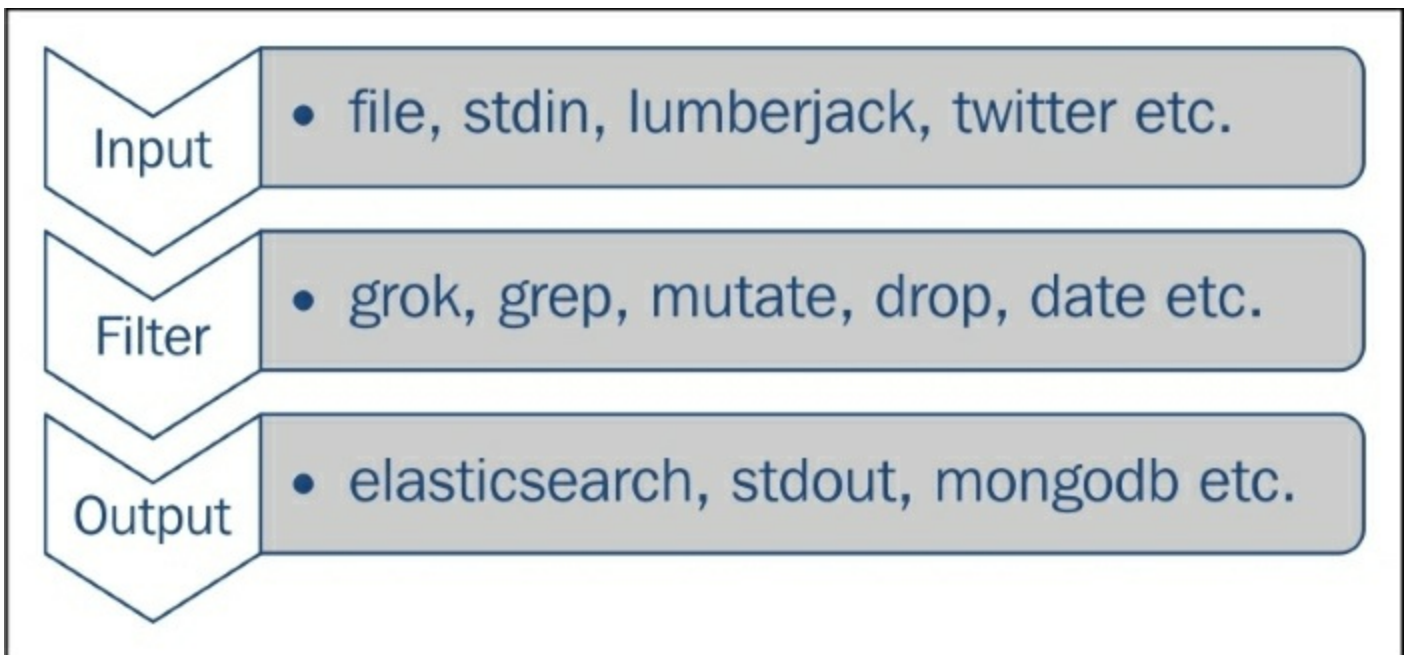 Input
• file, stdin, lumberjack, twitter etc.
Filter
• grok, grep, mutate, drop, date etc.
Output
• elasticsearch, stdout, mongodb etc.